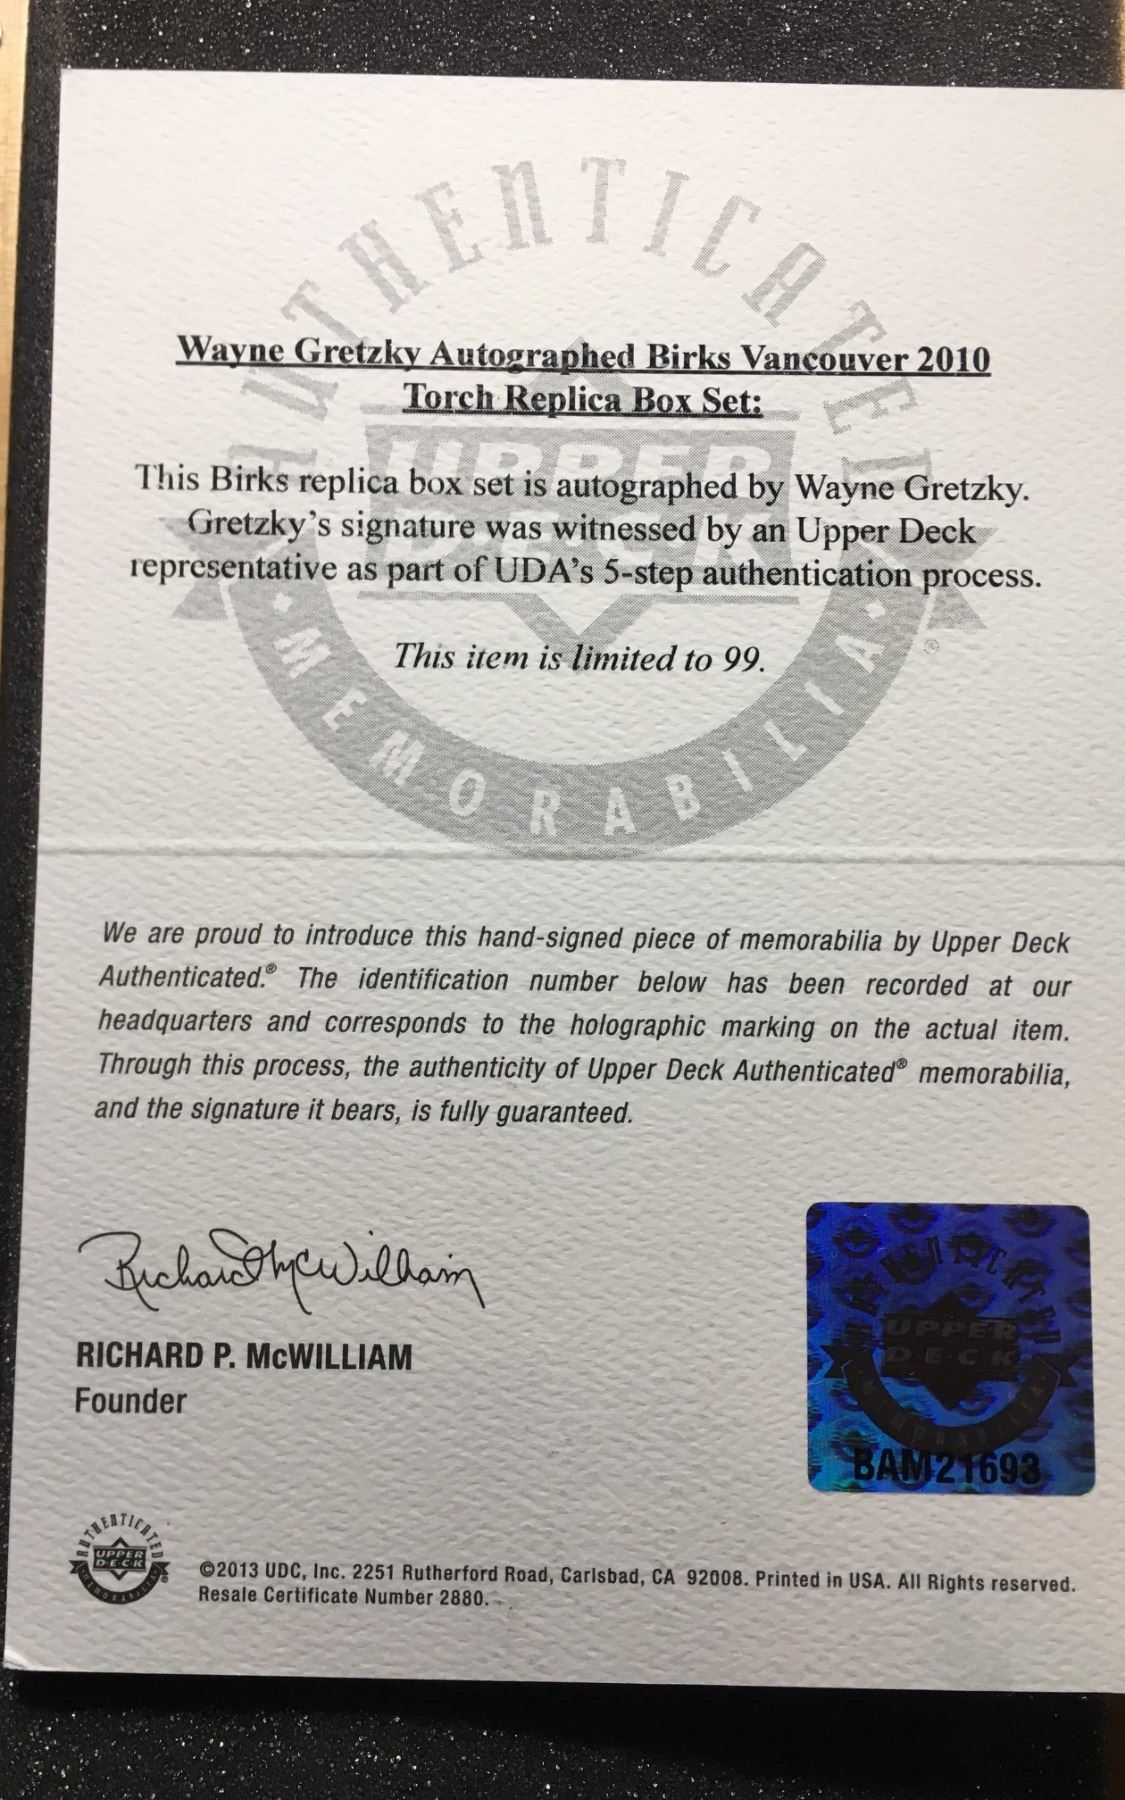 AUTHENTICATED
UPPER
DECK
MEMORABILIA
®
Wayne Gretzky Autographed Birks Vancouver 2010
Torch Replica Box Set:
This Birks replica box set is autographed by Wayne Gretzky.
Gretzky's signature was witnessed by an Upper Deck
representative as part of UDA's 5-step authentication process.
This item is limited to 99.
We are proud to introduce this hand-signed piece of memorabilia by Upper Deck
Authenticated.® The identification number below has been recorded at our
headquarters and corresponds to the holographic marking on the actual item.
Through this process, the authenticity of Upper Deck Authenticated® memorabilia,
and the signature it bears, is fully guaranteed.
Richard McWilliam
RICHARD P. McWILLIAM
Founder
AUTHENTICATED
UPPER
D·E·C·K
MEMORABILIA
BAM21693
AUTHENTICATED
UPPER
D·E·C·K
MEMORABILIA
©2013 UDC, Inc. 2251 Rutherford Road, Carlsbad, CA 92008. Printed in USA. All Rights reserved.
Resale Certificate Number 2880.